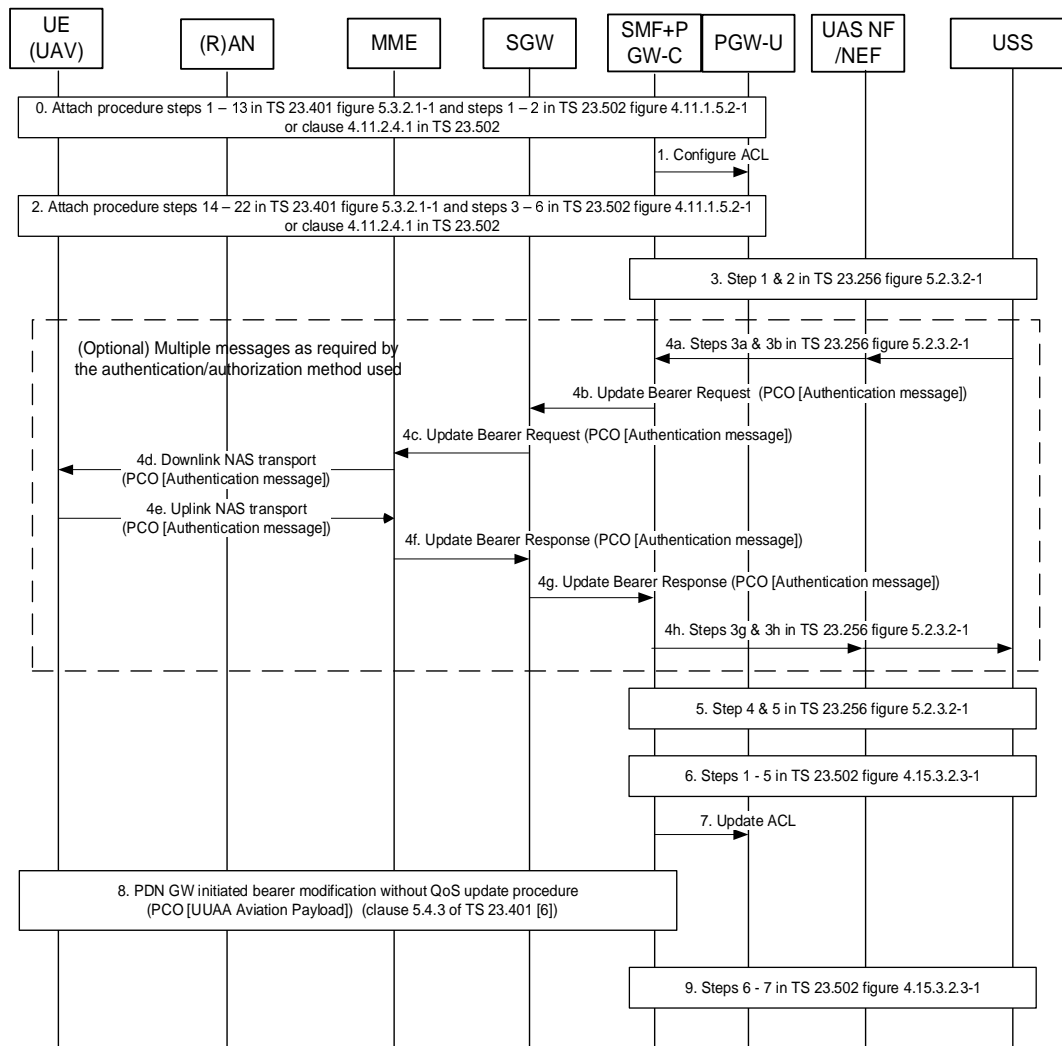 UE
(UAV)
(R)AN
MME
SGW
SMF+P
GW-C
PGW-U
UAS NF
/NEF
USS
0. Attach procedure steps 1 – 13 in TS 23.401 figure 5.3.2.1-1 and steps 1 – 2 in TS 23.502 figure 4.11.1.5.2-1
or clause 4.11.2.4.1 in TS 23.502
1. Configure ACL
2. Attach procedure steps 14 – 22 in TS 23.401 figure 5.3.2.1-1 and steps 3 – 6 in TS 23.502 figure 4.11.1.5.2-1
or clause 4.11.2.4.1 in TS 23.502
3. Step 1 & 2 in TS 23.256 figure 5.2.3.2-1
(Optional) Multiple messages as required by
the authentication/authorization method used
4a. Steps 3a & 3b in TS 23.256 figure 5.2.3.2-1
4b. Update Bearer Request (PCO [Authentication message])
4c. Update Bearer Request (PCO [Authentication message])
4d. Downlink NAS transport
(PCO [Authentication message])
4e. Uplink NAS transport
(PCO [Authentication message])
4f. Update Bearer Response (PCO [Authentication message])
4g. Update Bearer Response (PCO [Authentication message])
4h. Steps 3g & 3h in TS 23.256 figure 5.2.3.2-1
5. Step 4 & 5 in TS 23.256 figure 5.2.3.2-1
6. Steps 1 - 5 in TS 23.502 figure 4.15.3.2.3-1
7. Update ACL
8. PDN GW initiated bearer modification without QoS update procedure
(PCO [UUAA Aviation Payload]) (clause 5.4.3 of TS 23.401 [6])
9. Steps 6 - 7 in TS 23.502 figure 4.15.3.2.3-1